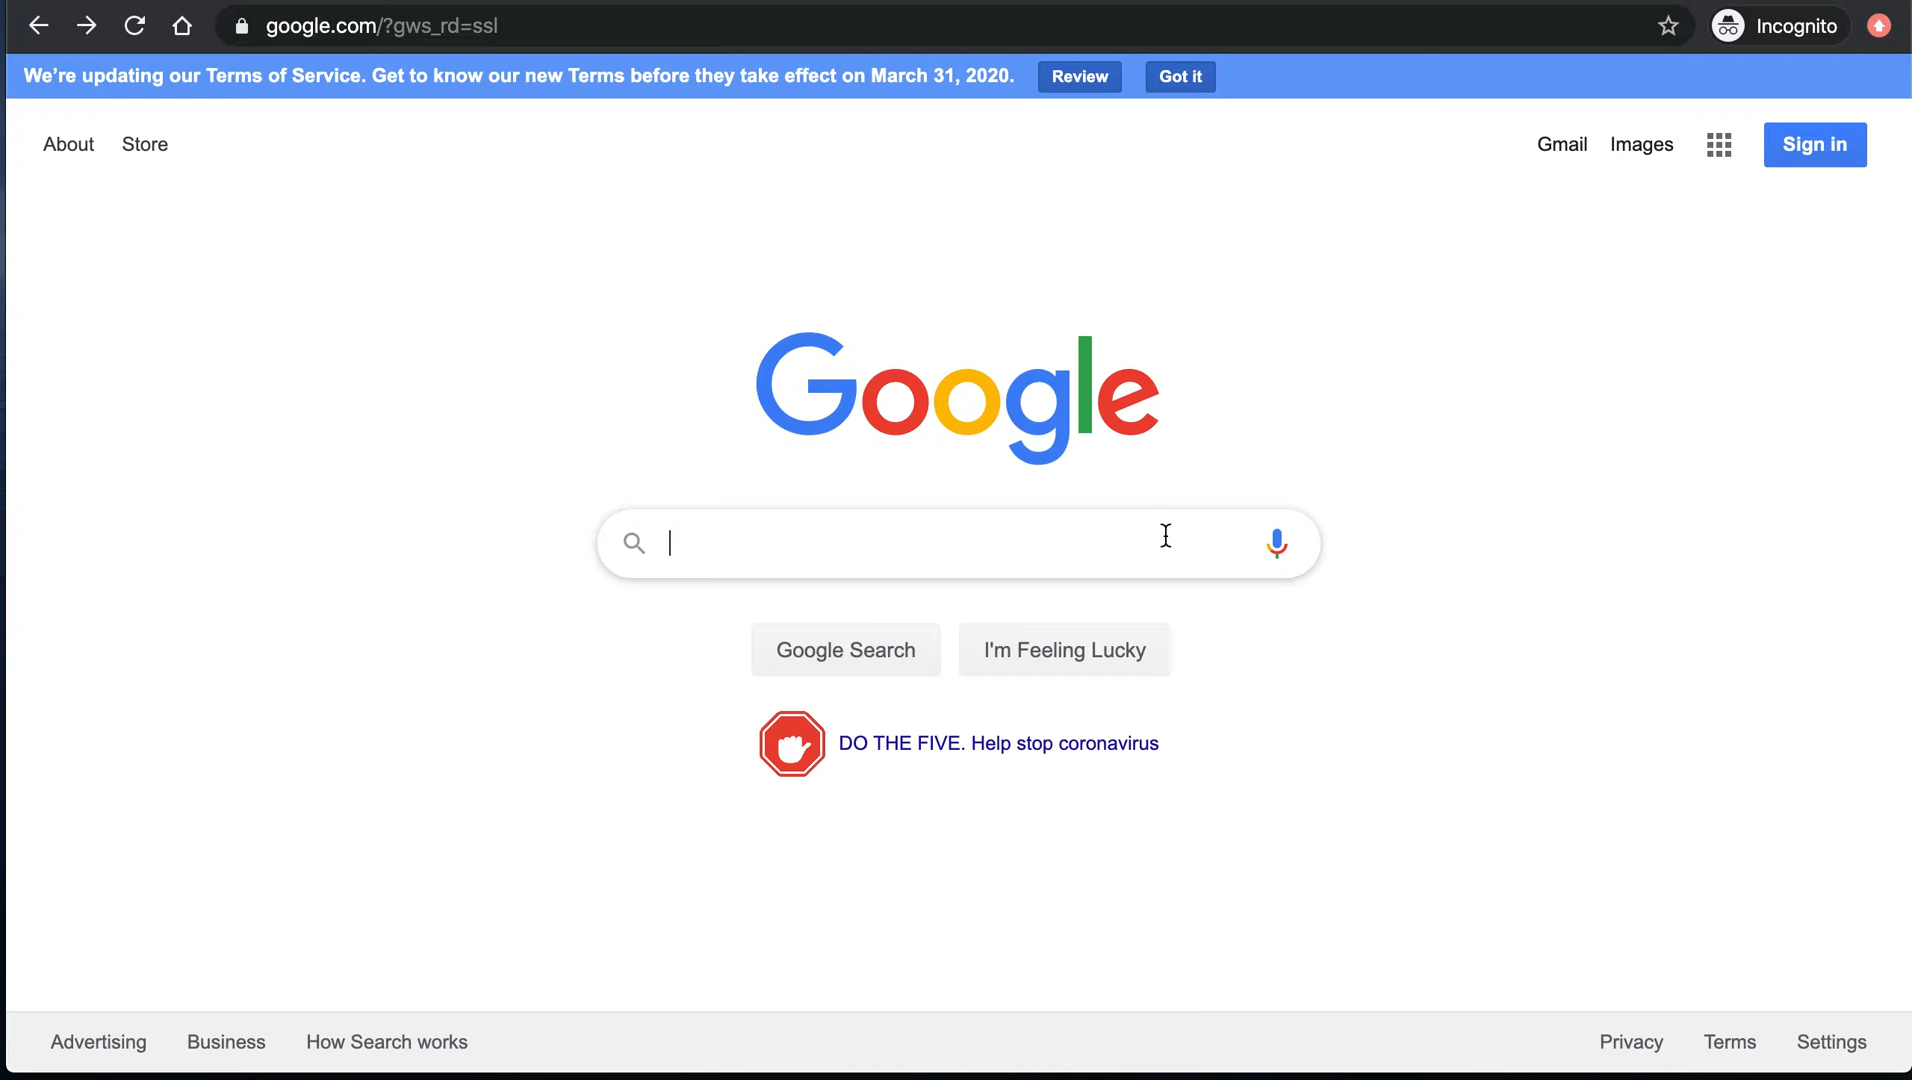 google.com/?gws_rd=ssl
Incognito
We're updating our Terms of Service. Get to know our new Terms before they take effect on March 31, 2020.
Review
Got it
About
Store
Gmail
Images
Sign in
Google
Google Search
I'm Feeling Lucky
DO THE FIVE. Help stop coronavirus
Advertising
Business
How Search works
Privacy
Terms
Settings